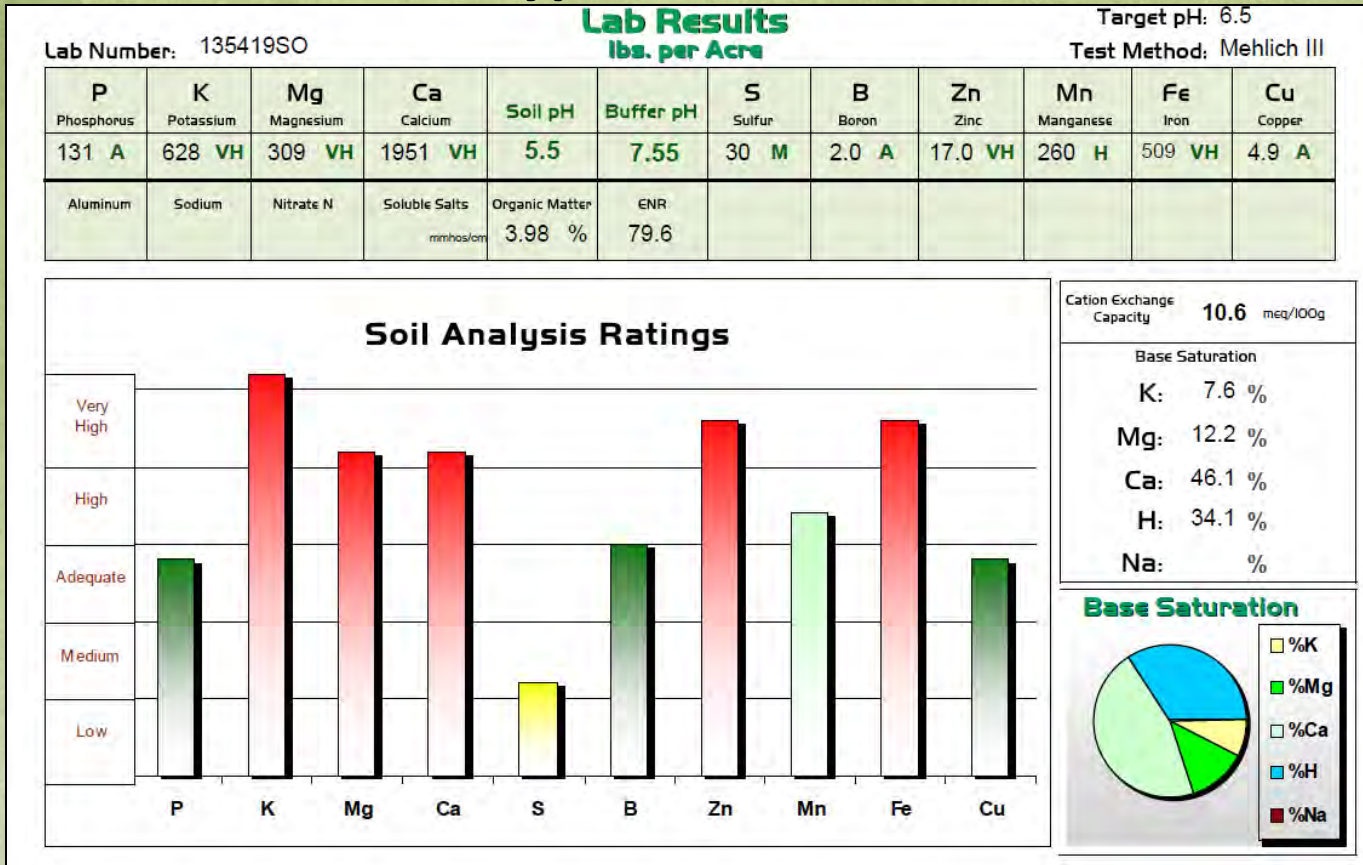 Lab Results
lbs. per Acre
Lab Number: 135419SO
Target pH: 6.5
Test Method: Mehlich III
P K Mg Ca Soil pH Buffer pH S B Zn Mn Fe Cu
Phosphorus Potassium Magnesium Calcium Sulfur Boron Zinc Manganese Iron Copper
131 A 628 VH 309 VH 1951 VH 5.5 7.55 30 M 2.0 A 17.0 VH 260 H 509 VH 4.9 A
Aluminum Sodium Nitrate N Soluble Salts Organic Matter ENR
mmhos/cm 3.98 % 79.6
Soil Analysis Ratings
Very
High
High
Adequate
Medium
Low
P K Mg Ca S B Zn Mn Fe Cu
Cation Exchange
Capacity 10.6 meq/100g
Base Saturation
K: 7.6 %
Mg: 12.2 %
Ca: 46.1 %
H: 34.1 %
Na: %
Base Saturation
%K
%Mg
%Ca
%H
%Na